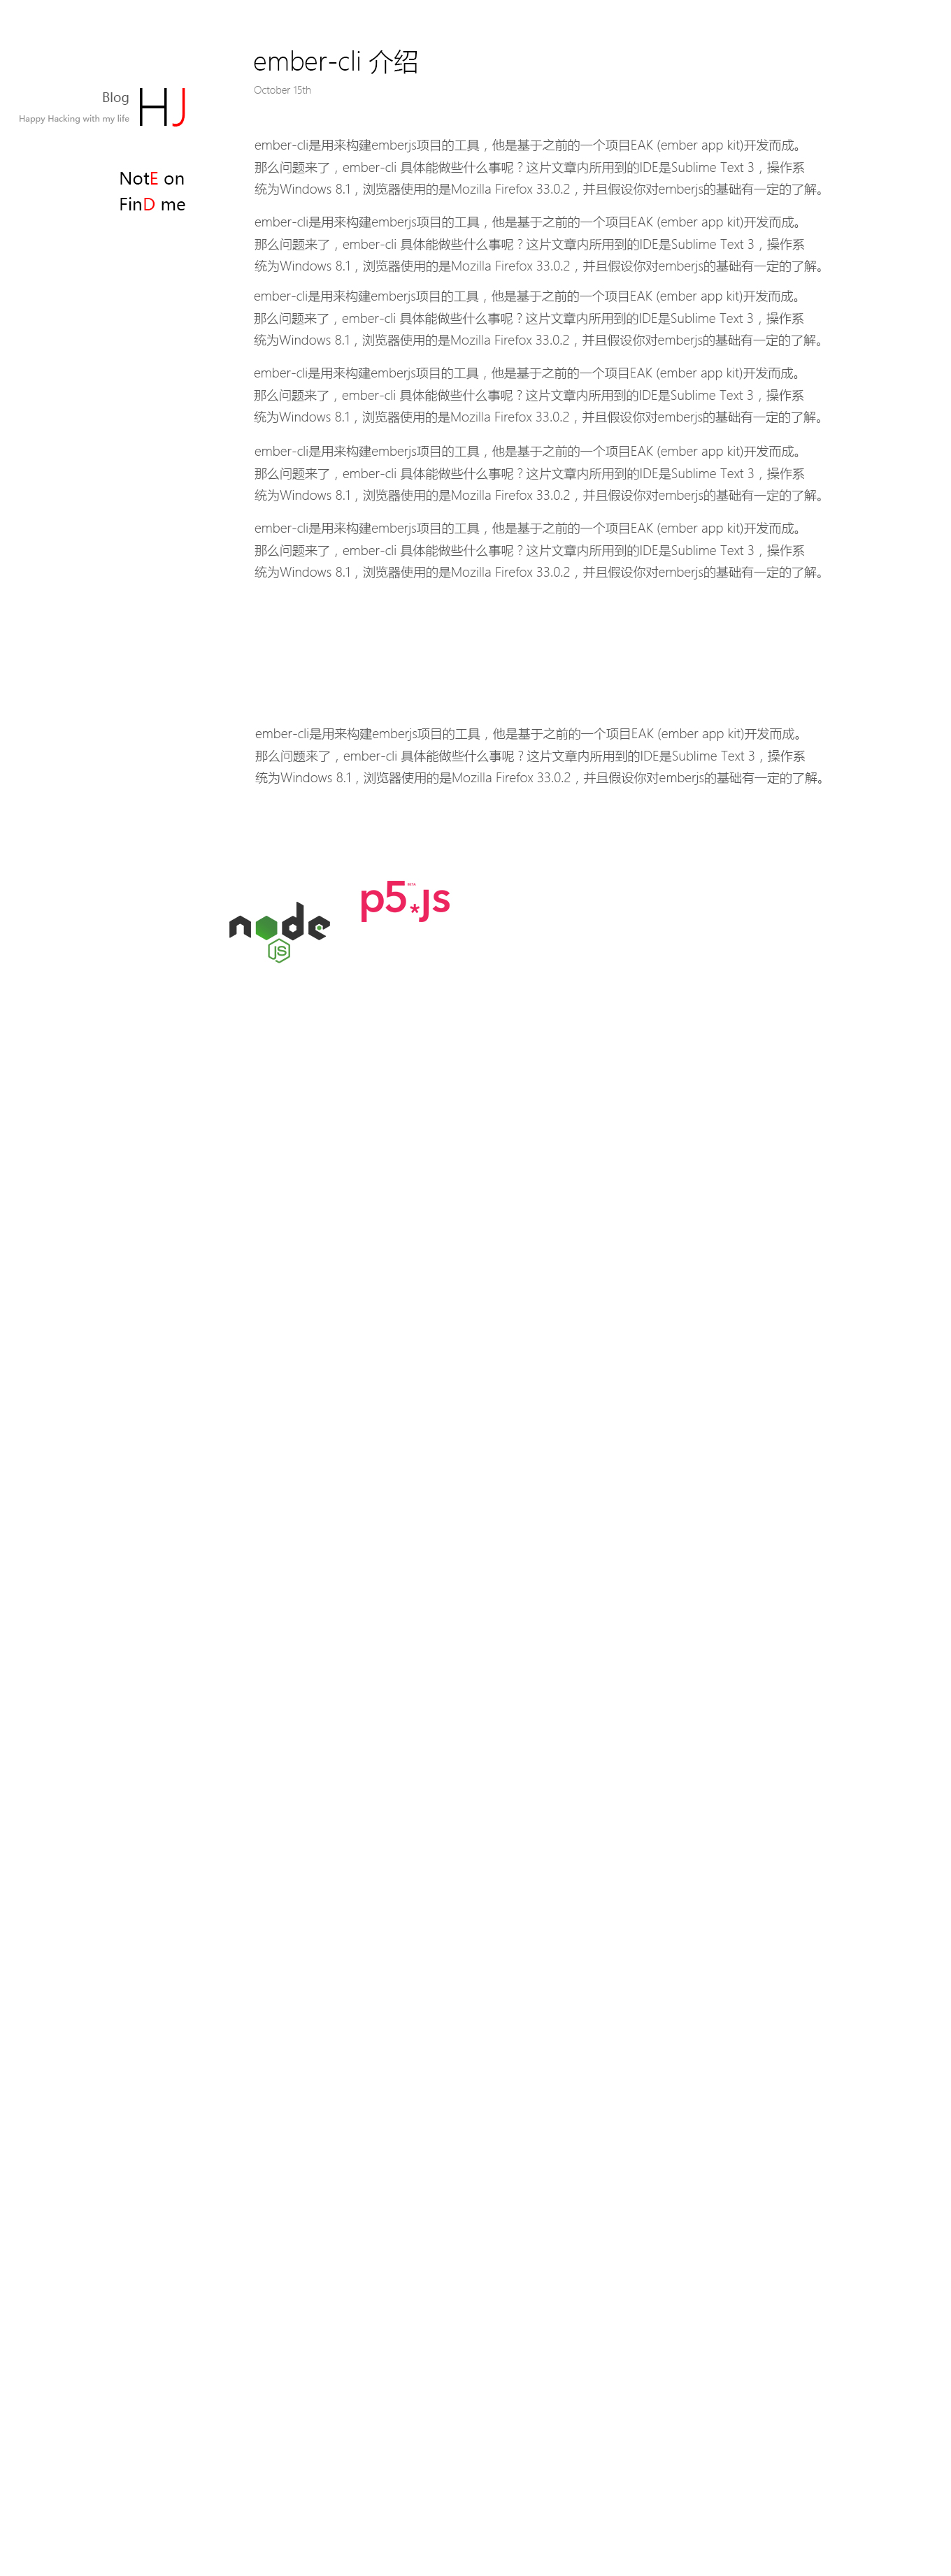 Blog
HJ
Happy Hacking with my life
NotE on
FinD me
ember-cli 介绍
October 15th
ember-cli是用来构建emberjs项目的工具，他是基于之前的一个项目EAK (ember app kit)开发而成。
那么问题来了，ember-cli 具体能做些什么事呢？这片文章内所用到的IDE是Sublime Text 3，操作系
统为Windows 8.1，浏览器使用的是Mozilla Firefox 33.0.2，并且假设你对emberjs的基础有一定的了解。
ember-cli是用来构建emberjs项目的工具，他是基于之前的一个项目EAK (ember app kit)开发而成。
那么问题来了，ember-cli 具体能做些什么事呢？这片文章内所用到的IDE是Sublime Text 3，操作系
统为Windows 8.1，浏览器使用的是Mozilla Firefox 33.0.2，并且假设你对emberjs的基础有一定的了解。
ember-cli是用来构建emberjs项目的工具，他是基于之前的一个项目EAK (ember app kit)开发而成。
那么问题来了，ember-cli 具体能做些什么事呢？这片文章内所用到的IDE是Sublime Text 3，操作系
统为Windows 8.1，浏览器使用的是Mozilla Firefox 33.0.2，并且假设你对emberjs的基础有一定的了解。
ember-cli是用来构建emberjs项目的工具，他是基于之前的一个项目EAK (ember app kit)开发而成。
那么问题来了，ember-cli 具体能做些什么事呢？这片文章内所用到的IDE是Sublime Text 3，操作系
统为Windows 8.1，浏览器使用的是Mozilla Firefox 33.0.2，并且假设你对emberjs的基础有一定的了解。
ember-cli是用来构建emberjs项目的工具，他是基于之前的一个项目EAK (ember app kit)开发而成。
那么问题来了，ember-cli 具体能做些什么事呢？这片文章内所用到的IDE是Sublime Text 3，操作系
统为Windows 8.1，浏览器使用的是Mozilla Firefox 33.0.2，并且假设你对emberjs的基础有一定的了解。
ember-cli是用来构建emberjs项目的工具，他是基于之前的一个项目EAK (ember app kit)开发而成。
那么问题来了，ember-cli 具体能做些什么事呢？这片文章内所用到的IDE是Sublime Text 3，操作系
统为Windows 8.1，浏览器使用的是Mozilla Firefox 33.0.2，并且假设你对emberjs的基础有一定的了解。
ember-cli是用来构建emberjs项目的工具，他是基于之前的一个项目EAK (ember app kit)开发而成。
那么问题来了，ember-cli 具体能做些什么事呢？这片文章内所用到的IDE是Sublime Text 3，操作系
统为Windows 8.1，浏览器使用的是Mozilla Firefox 33.0.2，并且假设你对emberjs的基础有一定的了解。
node
JS
p5*js